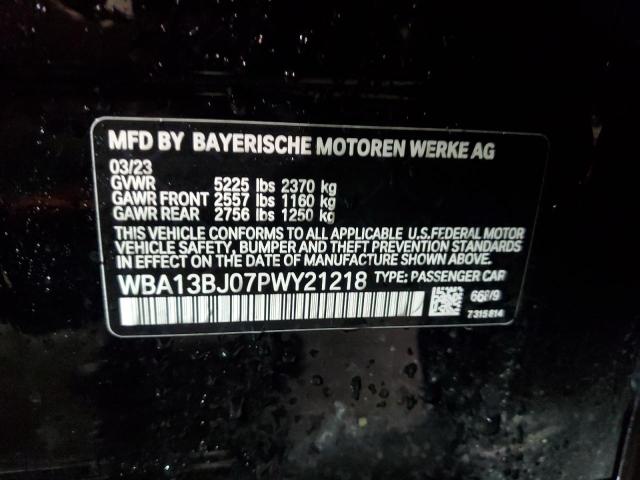 MFD BY BAYERISCHE MOTOREN WERKE AG
03/23
GVWR 5225 lbs 2370 kg
GAWR FRONT 2557 lbs 1160 kg
GAWR REAR 2756 lbs 1250 kg
THIS VEHICLE CONFORMS TO ALL APPLICABLE U.S.FEDERAL MOTOR
VEHICLE SAFETY, BUMPER AND THEFT PREVENTION STANDARDS
IN EFFECT ON THE DATE OF MANUFACTURE SHOWN ABOVE.
WBA13BJ07PWY21218 TYPE: PASSENGER CAR
7315814